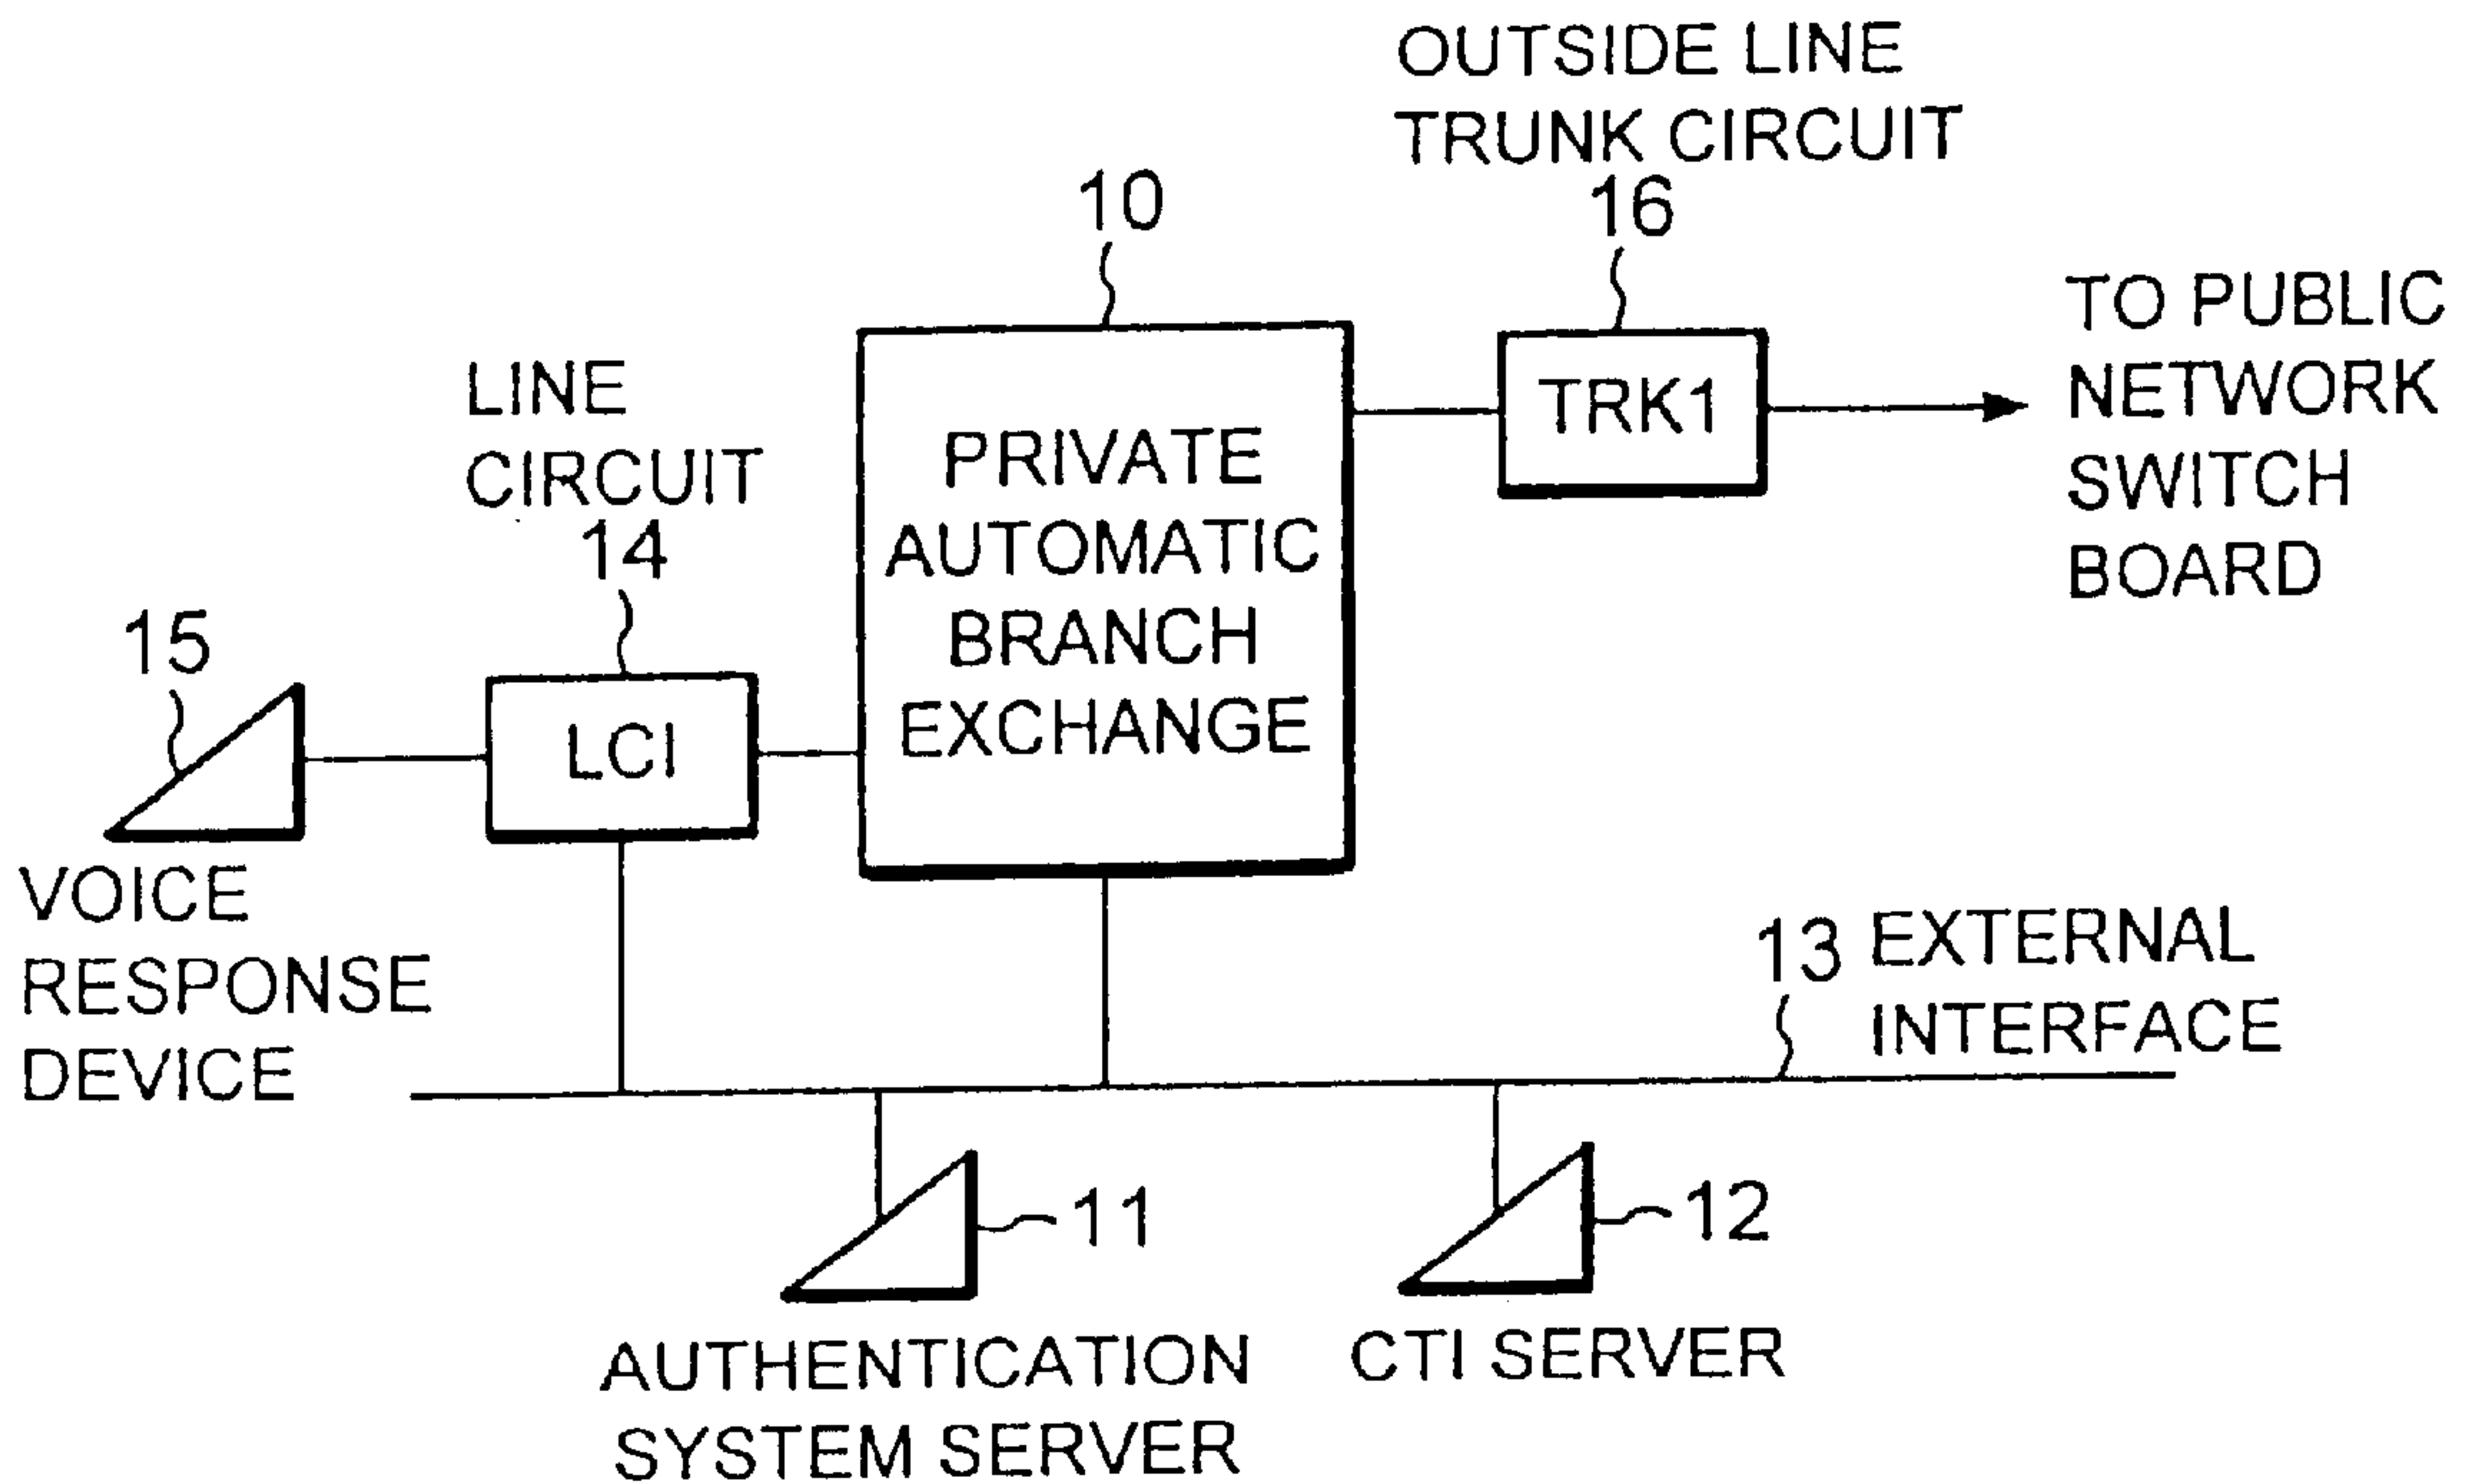 OUTSIDE LINE
TRUNK CIRCUIT
10
16
TO PUBLIC
NETWORK
SWITCH
BOARD
LINE
CIRCUIT
14
TRK1
PRIVATE
AUTOMATIC
BRANCH
EXCHANGE
15
LCI
VOICE
RESPONSE
DEVICE
13
EXTERNAL
INTERFACE
11
12
AUTHENTICATION
SYSTEM SERVER
CTI SERVER